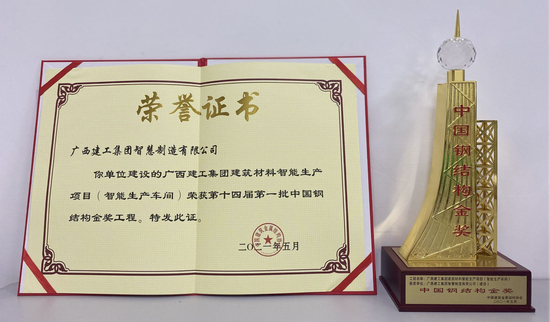 荣誉证书
广西建工集团智慧制造有限公司
你单位建设的广西建工集团建筑材料智能生产
项目（智能生产车间）荣获第十四届第一批中国钢
结构金奖工程。特发此证。
二〇二一年五月
中国钢结构金奖
中国钢结构金奖